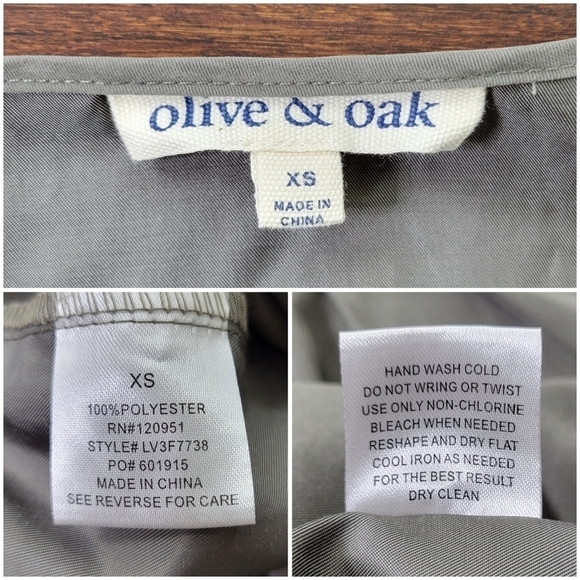 olive & oak
XS
MADE IN
CHINA
XS
100%POLYESTER
RN#120951
STYLE# LV3F7738
PO# 601915
MADE IN CHINA
SEE REVERSE FOR CARE
HAND WASH COLD
DO NOT WRING OR TWIST
USE ONLY NON-CHLORINE
BLEACH WHEN NEEDED
RESHAPE AND DRY FLAT
COOL IRON AS NEEDED
FOR THE BEST RESULT
DRY CLEAN